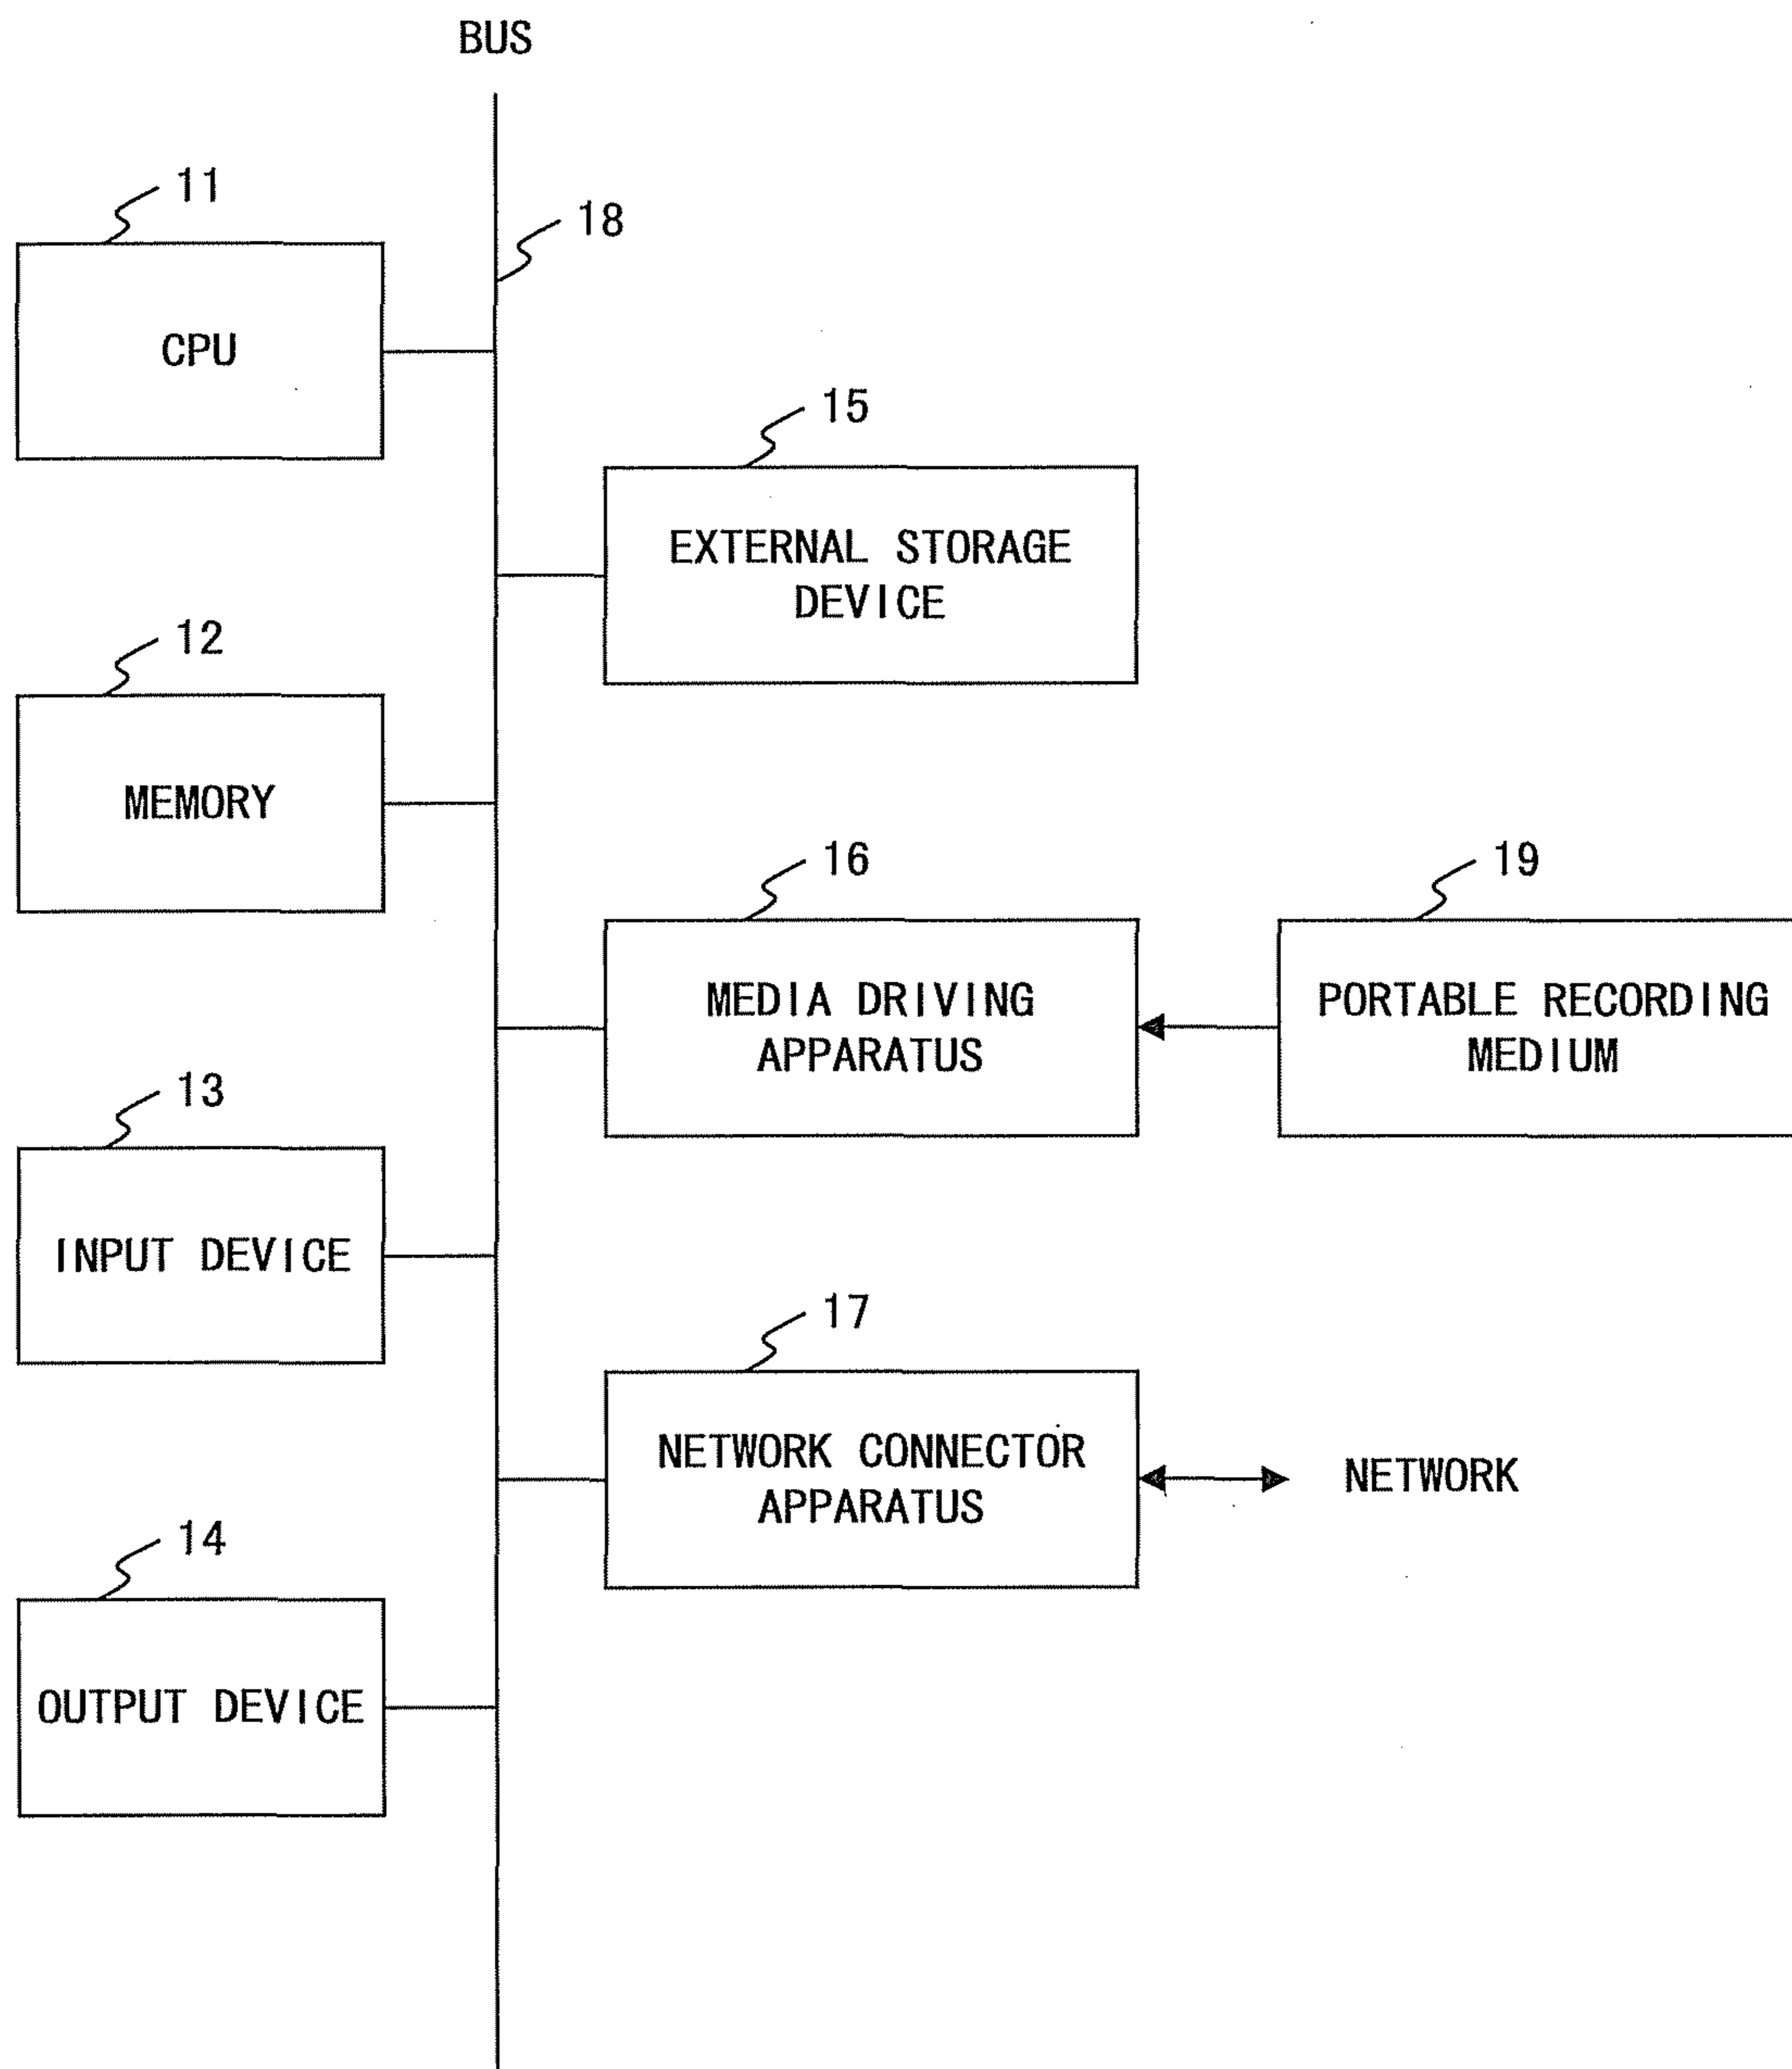 BUS
11
18
CPU
15
EXTERNAL STORAGE
DEVICE
12
MEMORY
16
19
MEDIA DRIVING
APPARATUS
PORTABLE RECORDING
MEDIUM
13
INPUT DEVICE
17
NETWORK CONNECTOR
APPARATUS
NETWORK
14
OUTPUT DEVICE